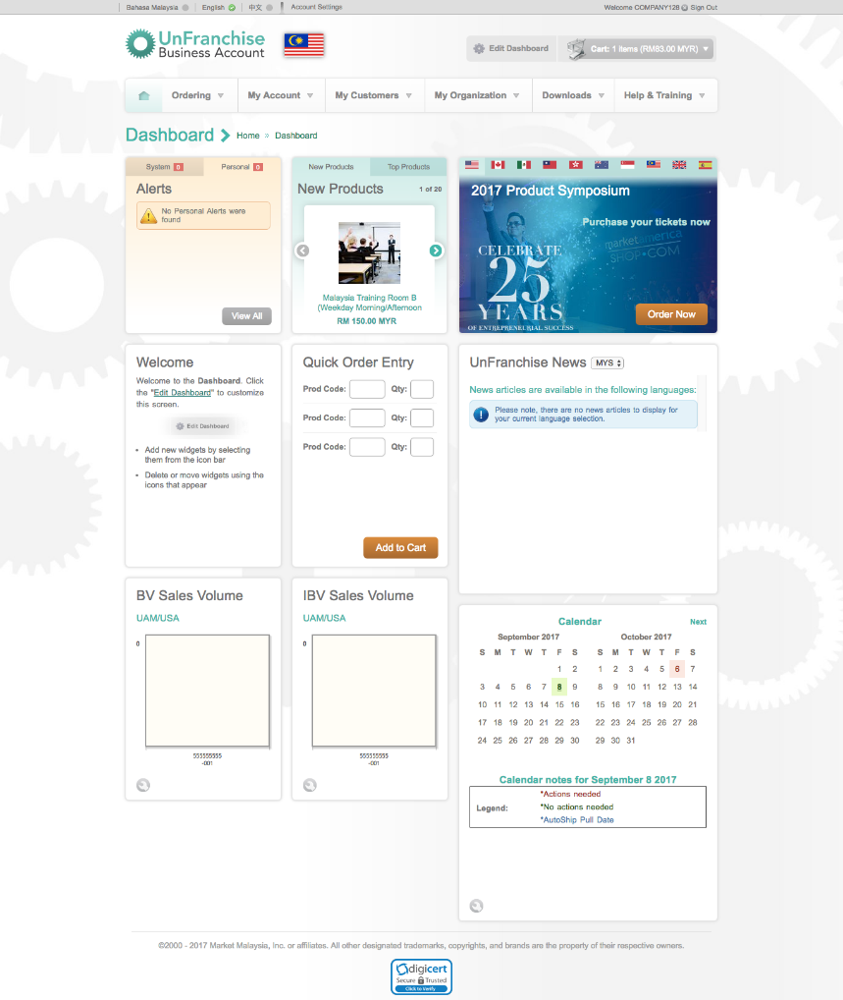 Bahasa Malaysia
English
中文
Account Settings
Welcome COMPANY128
Sign Out
UnFranchise
Business Account
Edit Dashboard
Cart: 1 items (RM83.00 MYR)
Ordering
My Account
My Customers
My Organization
Downloads
Help & Training
Dashboard
Home » Dashboard
System 0
Personal 0
Alerts
No Personal Alerts were
found
View All
New Products
Top Products
New Products
1 of 20
Malaysia Training Room B
(Weekday Morning/Afternoon
RM 150.00 MYR
2017 Product Symposium
Purchase your tickets now
marketamerica
SHOP•COM
CELEBRATE
25
YEARS
OF ENTREPRENEURIAL SUCCESS
Order Now
Welcome
Welcome to the Dashboard. Click
the "Edit Dashboard" to customize
this screen.
Edit Dashboard
• Add new widgets by selecting
them from the icon bar
• Delete or move widgets using the
icons that appear
Quick Order Entry
Prod Code: Qty:
Prod Code: Qty:
Prod Code: Qty:
Add to Cart
UnFranchise News MYS
News articles are available in the following languages:
Please note, there are no news articles to display for
your current language selection.
BV Sales Volume
UAM/USA
0
555555555
-001
IBV Sales Volume
UAM/USA
0
555555555
-001
Calendar
Next
September 2017
S M T W T F S
1 2
3 4 5 6 7 8 9
10 11 12 13 14 15 16
17 18 19 20 21 22 23
24 25 26 27 28 29 30
October 2017
S M T W T F S
1 2 3 4 5 6 7
8 9 10 11 12 13 14
15 16 17 18 19 20 21
22 23 24 25 26 27 28
29 30 31
Calendar notes for September 8 2017
Legend:
*Actions needed
*No actions needed
*AutoShip Pull Date
©2000 - 2017 Market Malaysia, Inc. or affiliates. All other designated trademarks, copyrights, and brands are the property of their respective owners.
digicert
Secure Trusted
Click to Verify